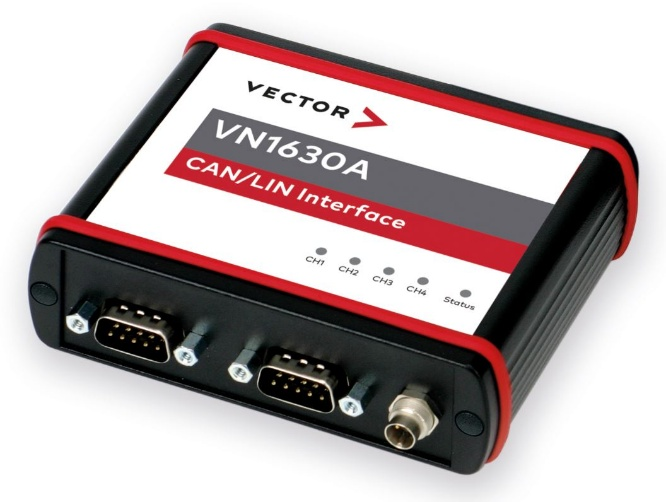 VECTOR
VN1630A
CAN/LIN Interface
CH1 CH2 CH3 CH4 Status